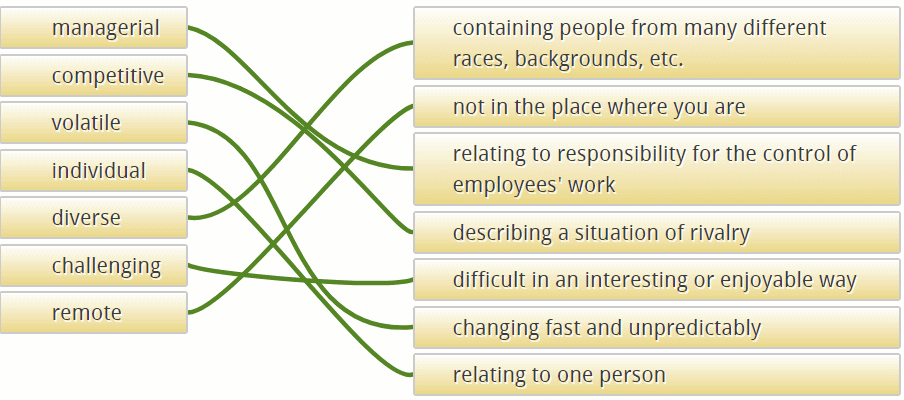 managerial
competitive
volatile
individual
diverse
challenging
remote
containing people from many different
races, backgrounds, etc.
not in the place where you are
relating to responsibility for the control of
employees' work
describing a situation of rivalry
difficult in an interesting or enjoyable way
changing fast and unpredictably
relating to one person